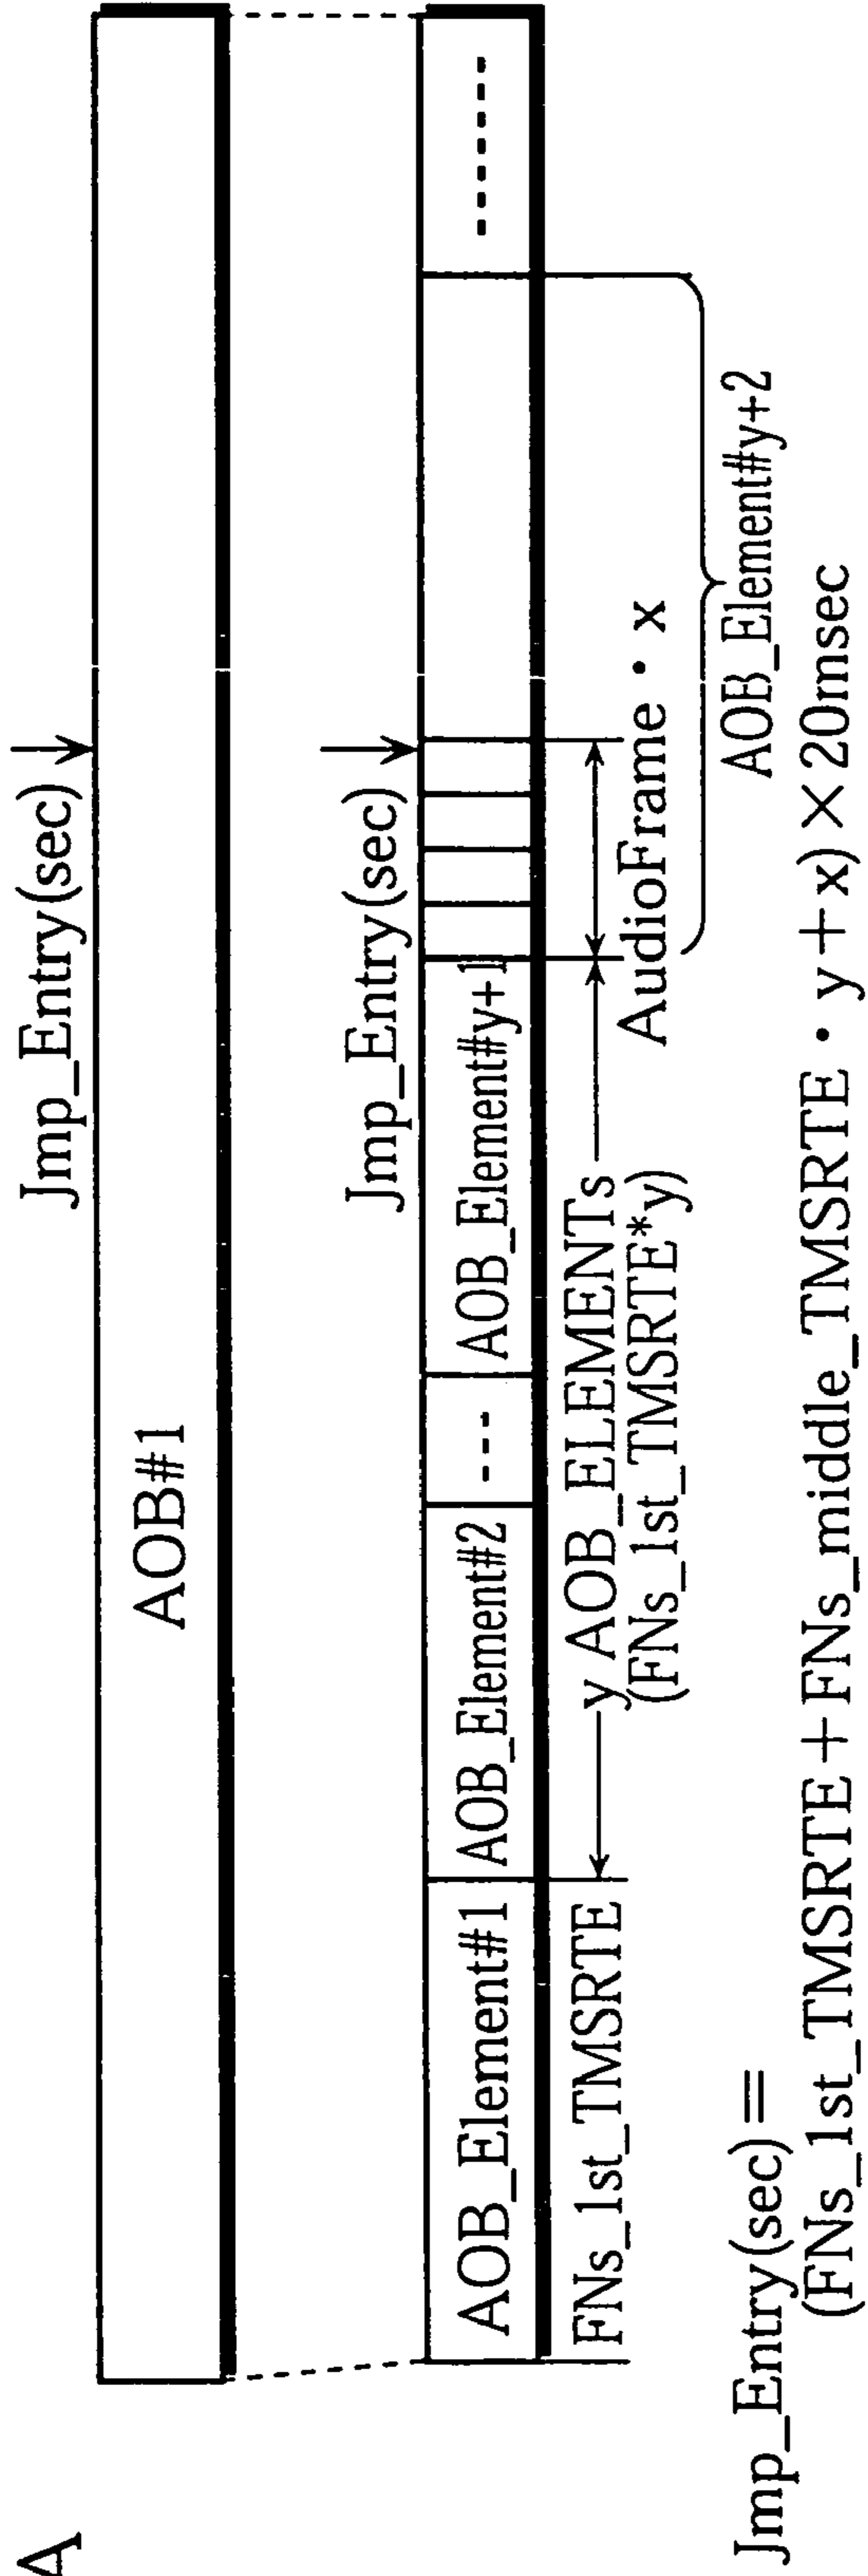 A
Jmp_Entry(sec)
AOB#1
Jmp_Entry(sec)
AOB_Element#1
AOB_Element#2
---
AOB_Element#y+1
-------
FNs_1st_TMSRTE
y AOB_ELEMENTs
(FNs_1st_TMSRTE*y)
AudioFrame・x
AOB_Element#y+2
Jmp_Entry(sec)=
(FNs_1st_TMSRTE+FNs_middle_TMSRTE・y+x)×20msec